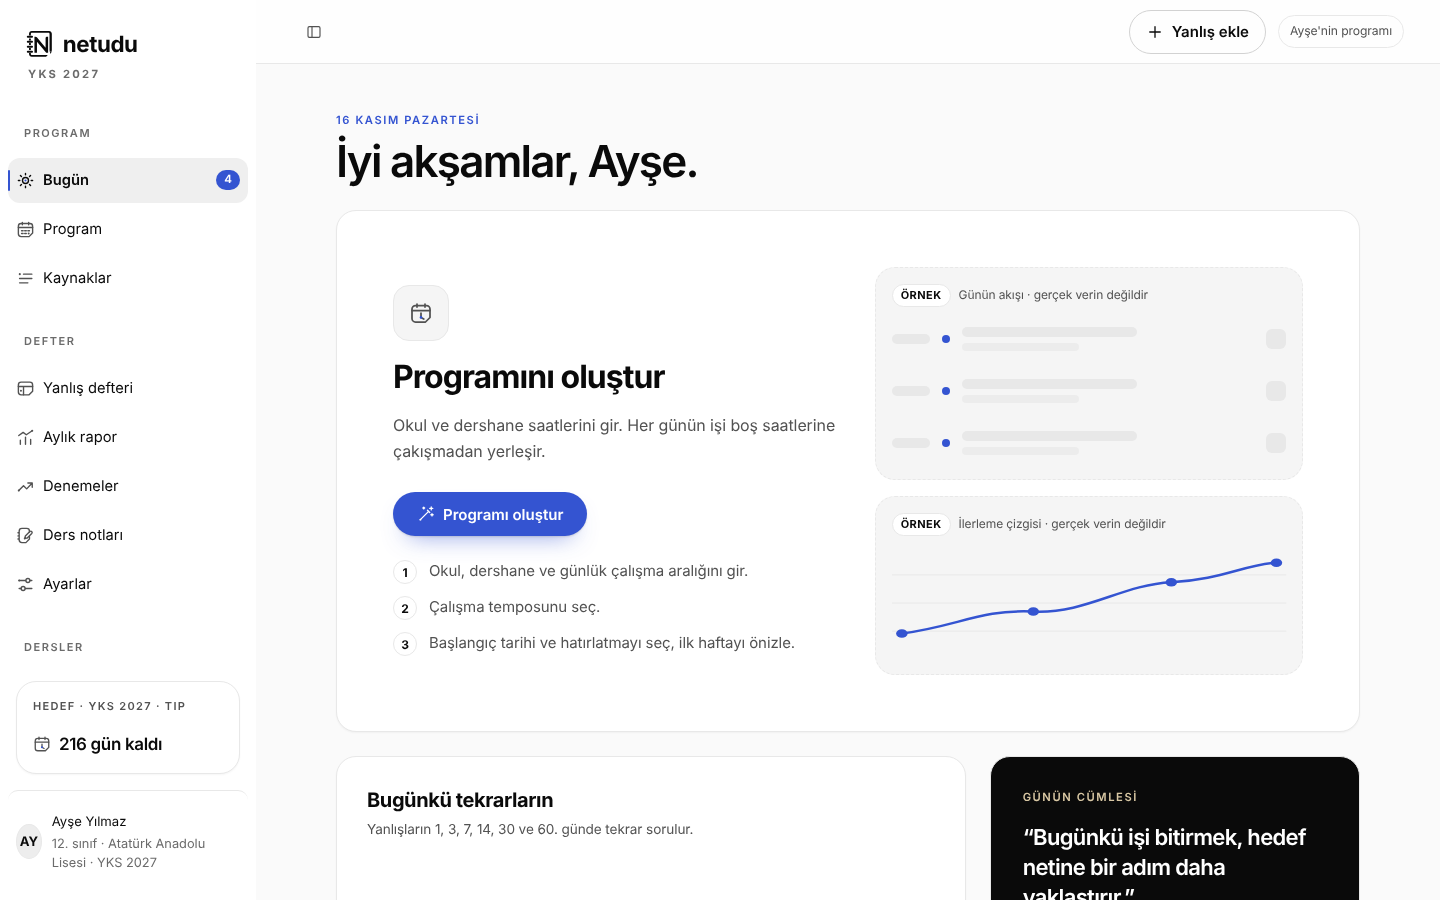 netudu
YKS 2027
PROGRAM
Bugün
4
Program
Kaynaklar
DEFTER
Yanlış defteri
Aylık rapor
Denemeler
Ders notları
Ayarlar
DERSLER
HEDEF · YKS 2027 · TIP
216 gün kaldı
AY
Ayşe Yılmaz
12. sınıf · Atatürk Anadolu
Lisesi · YKS 2027
Yanlış ekle
Ayşe'nin programı
16 KASIM PAZARTESİ
İyi akşamlar, Ayşe.
Programını oluştur
Okul ve dershane saatlerini gir. Her günün işi boş saatlerine
çakışmadan yerleşir.
Programı oluştur
1 Okul, dershane ve günlük çalışma aralığını gir.
2 Çalışma temposunu seç.
3 Başlangıç tarihi ve hatırlatmayı seç, ilk haftayı önizle.
ÖRNEK Günün akışı · gerçek verin değildir
ÖRNEK İlerleme çizgisi · gerçek verin değildir
Bugünkü tekrarların
Yanlışların 1, 3, 7, 14, 30 ve 60. günde tekrar sorulur.
GÜNÜN CÜMLESİ
“Bugünkü işi bitirmek, hedef
netine bir adım daha
yaklaştırır.”